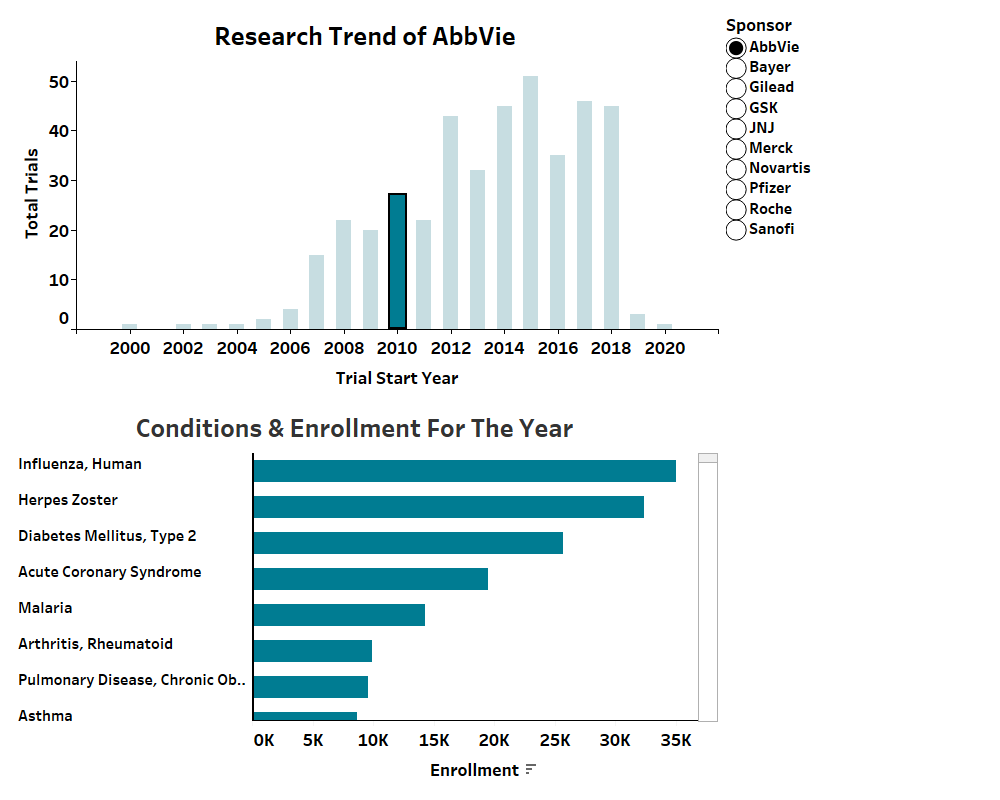 Research Trend of AbbVie
50
40
30
20
10
0
Total Trials
2000 2002 2004 2006 2008 2010 2012 2014 2016 2018 2020
Trial Start Year
Sponsor
AbbVie
Bayer
Gilead
GSK
JNJ
Merck
Novartis
Pfizer
Roche
Sanofi
Conditions & Enrollment For The Year
Influenza, Human
Herpes Zoster
Diabetes Mellitus, Type 2
Acute Coronary Syndrome
Malaria
Arthritis, Rheumatoid
Pulmonary Disease, Chronic Ob..
Asthma
0K 5K 10K 15K 20K 25K 30K 35K
Enrollment